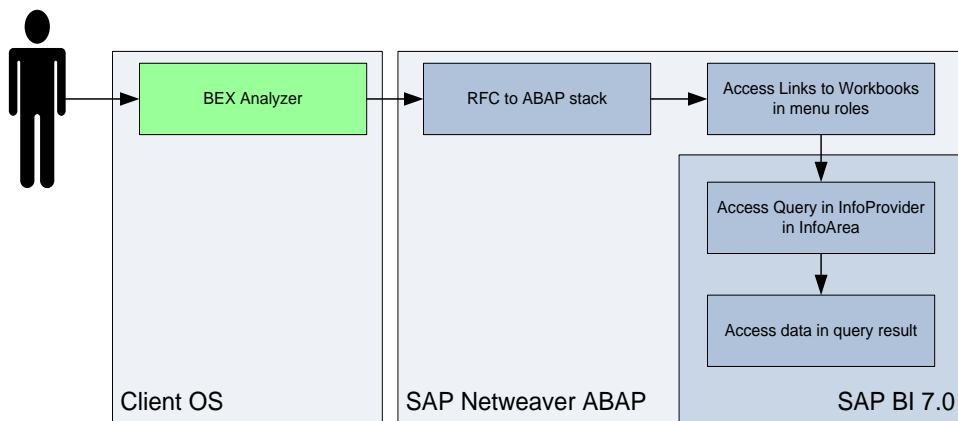 BEX Analyzer
RFC to ABAP stack
Access Links to Workbooks
in menu roles
Access Query in InfoProvider
in InfoArea
Access data in query result
Client OS
SAP Netweaver ABAP
SAP BI 7.0